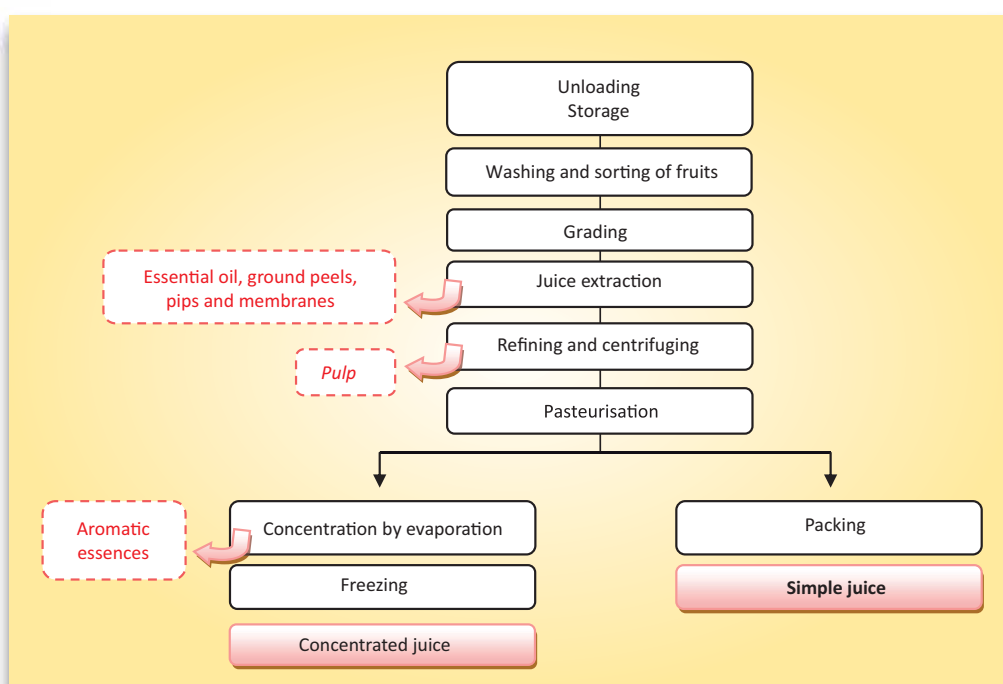 Unloading
Storage
Washing and sorting of fruits
Grading
Essential oil, ground peels,
pips and membranes
Juice extraction
Refining and centrifuging
Pulp
Pasteurisation
Aromatic
essences
Concentration by evaporation
Packing
Freezing
Simple juice
Concentrated juice